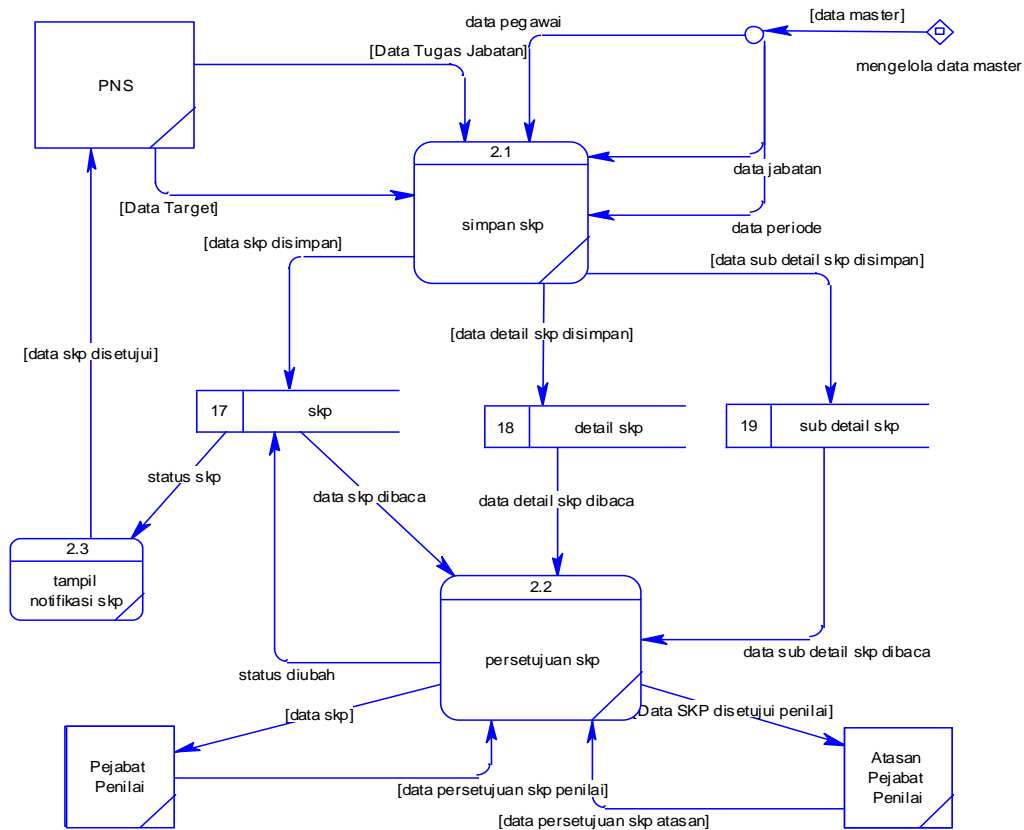 [data master]
data pegawai
[Data Tugas Jabatan]
mengelola data master
PNS
2.1
data jabatan
[Data Target]
simpan skp
data periode
[data skp disimpan]
[data sub detail skp disimpan]
[data detail skp disimpan]
[data skp disetujui]
17
skp
18
detail skp
19
sub detail skp
status skp
data skp dibaca
data detail skp dibaca
2.3
tampil
notifikasi skp
2.2
data sub detail skp dibaca
persetujuan skp
status diubah
[data skp]
[Data SKP disetujui penilai]
Pejabat
Penilai
Atasan
Pejabat
Penilai
[data persetujuan skp penilai]
[data persetujuan skp atasan]